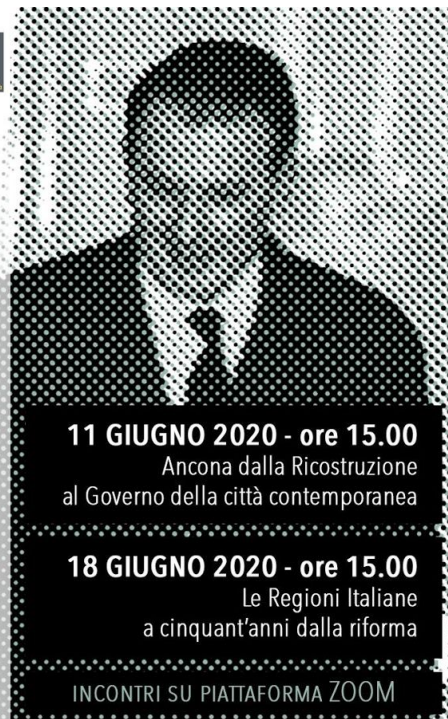 11 GIUGNO 2020 - ore 15.00
Ancona dalla Ricostruzione
al Governo della città contemporanea
18 GIUGNO 2020 - ore 15.00
Le Regioni Italiane
a cinquant'anni dalla riforma
INCONTRI SU PIATTAFORMA ZOOM